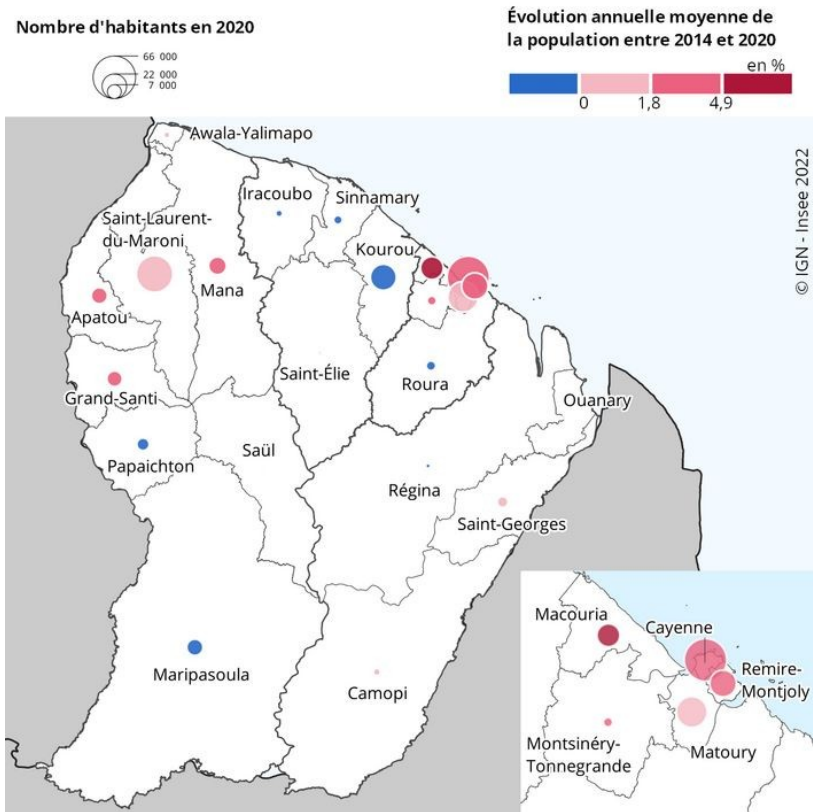 Nombre d'habitants en 2020
66 000
22 000
7 000
Évolution annuelle moyenne de
la population entre 2014 et 2020
en %
0
1,8
4,9
© IGN - Insee 2022
Awala-Yalimapo
Iracoubo
Sinnamary
Saint-Laurent-
du-Maroni
Kourou
Mana
Apatou
Saint-Élie
Roura
Grand-Santi
Ouanary
Papaichton
Saül
Régina
Saint-Georges
Maripasoula
Camopi
Macouria
Cayenne
Remire-
Montjoly
Montsinéry-
Tonnegrande
Matoury